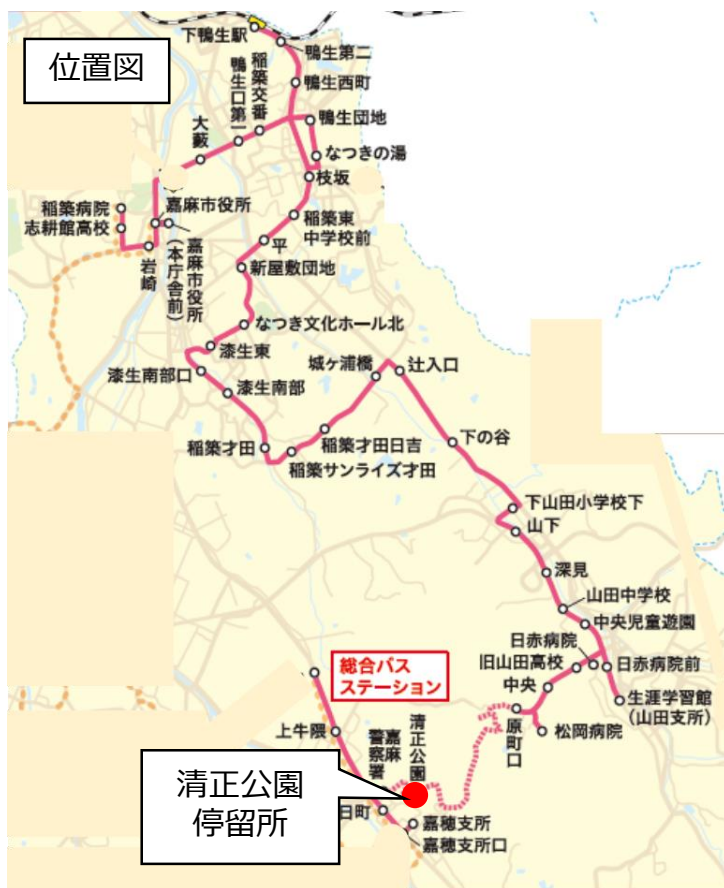 位置図
下鴨生駅
鴨生第二
鴨生西町
稲築交番
鴨生口第一
大藪
鴨生団地
なつきの湯
枝坂
稲築病院
志耕館高校
嘉麻市役所
岩崎
嘉麻市役所
(本庁舎前)
稲築東
中学校前
平
新屋敷団地
なつき文化ホール北
漆生東
漆生南部口
漆生南部
城ヶ浦橋
辻入口
稲築才田
稲築才田日吉
稲築サンライズ才田
下の谷
下山田小学校下
山下
深見
山田中学校
中央児童遊園
日赤病院
旧山田高校
日赤病院前
中央
生涯学習館
(山田支所)
原町口
松岡病院
総合バス
ステーション
上牛隈
嘉麻
警察署
清正公園
清正公園
停留所
日町
嘉穂支所
嘉穂支所口